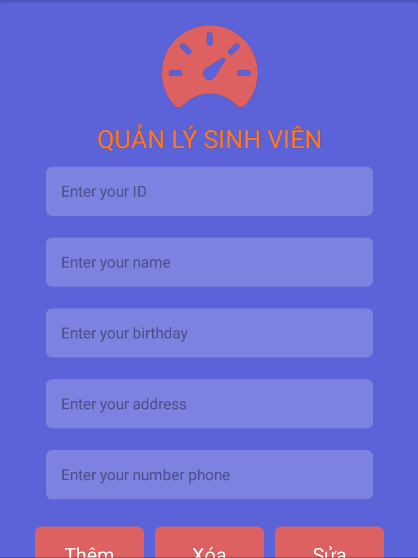 QUẢN LÝ SINH VIÊN
Enter your ID
Enter your name
Enter your birthday
Enter your address
Enter your number phone
Thêm Xóa Sửa